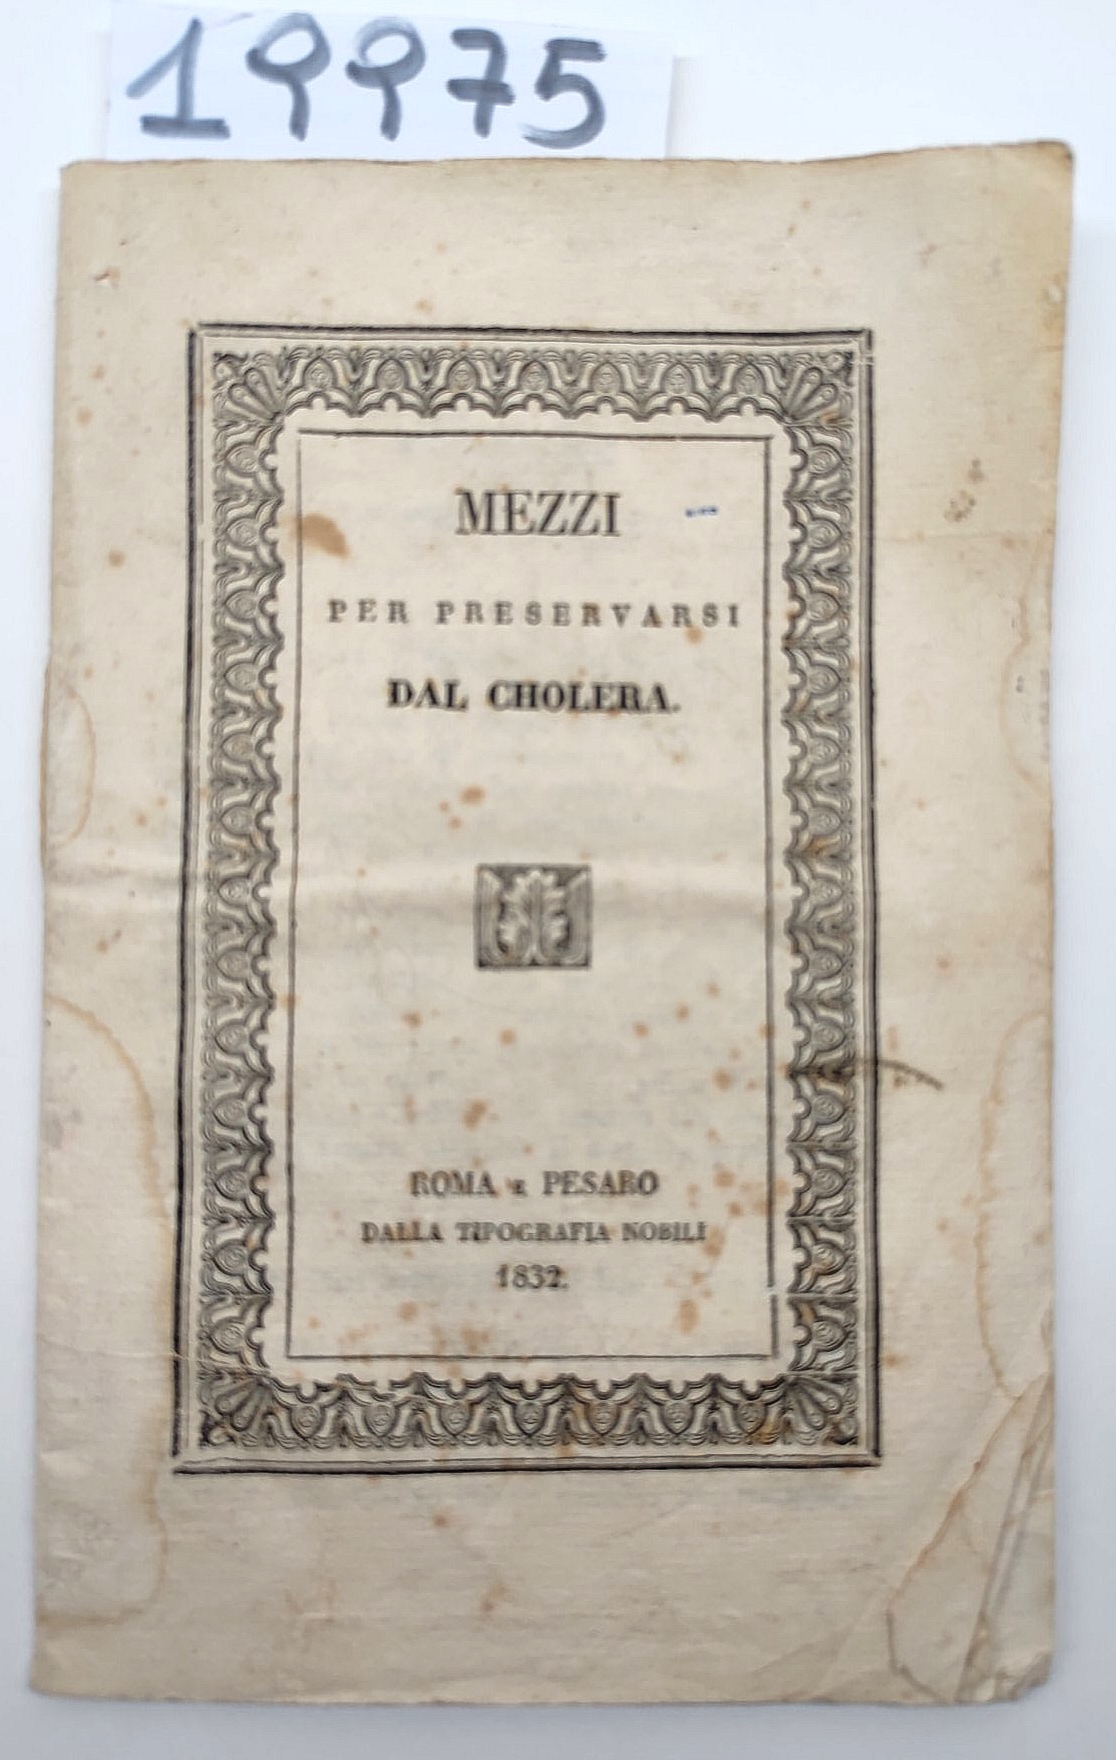 19975
MEZZI
PER PRESERVARSI
DAL CHOLERA.
ROMA E PESARO
DALLA TIPOGRAFIA NOBILI
1832.